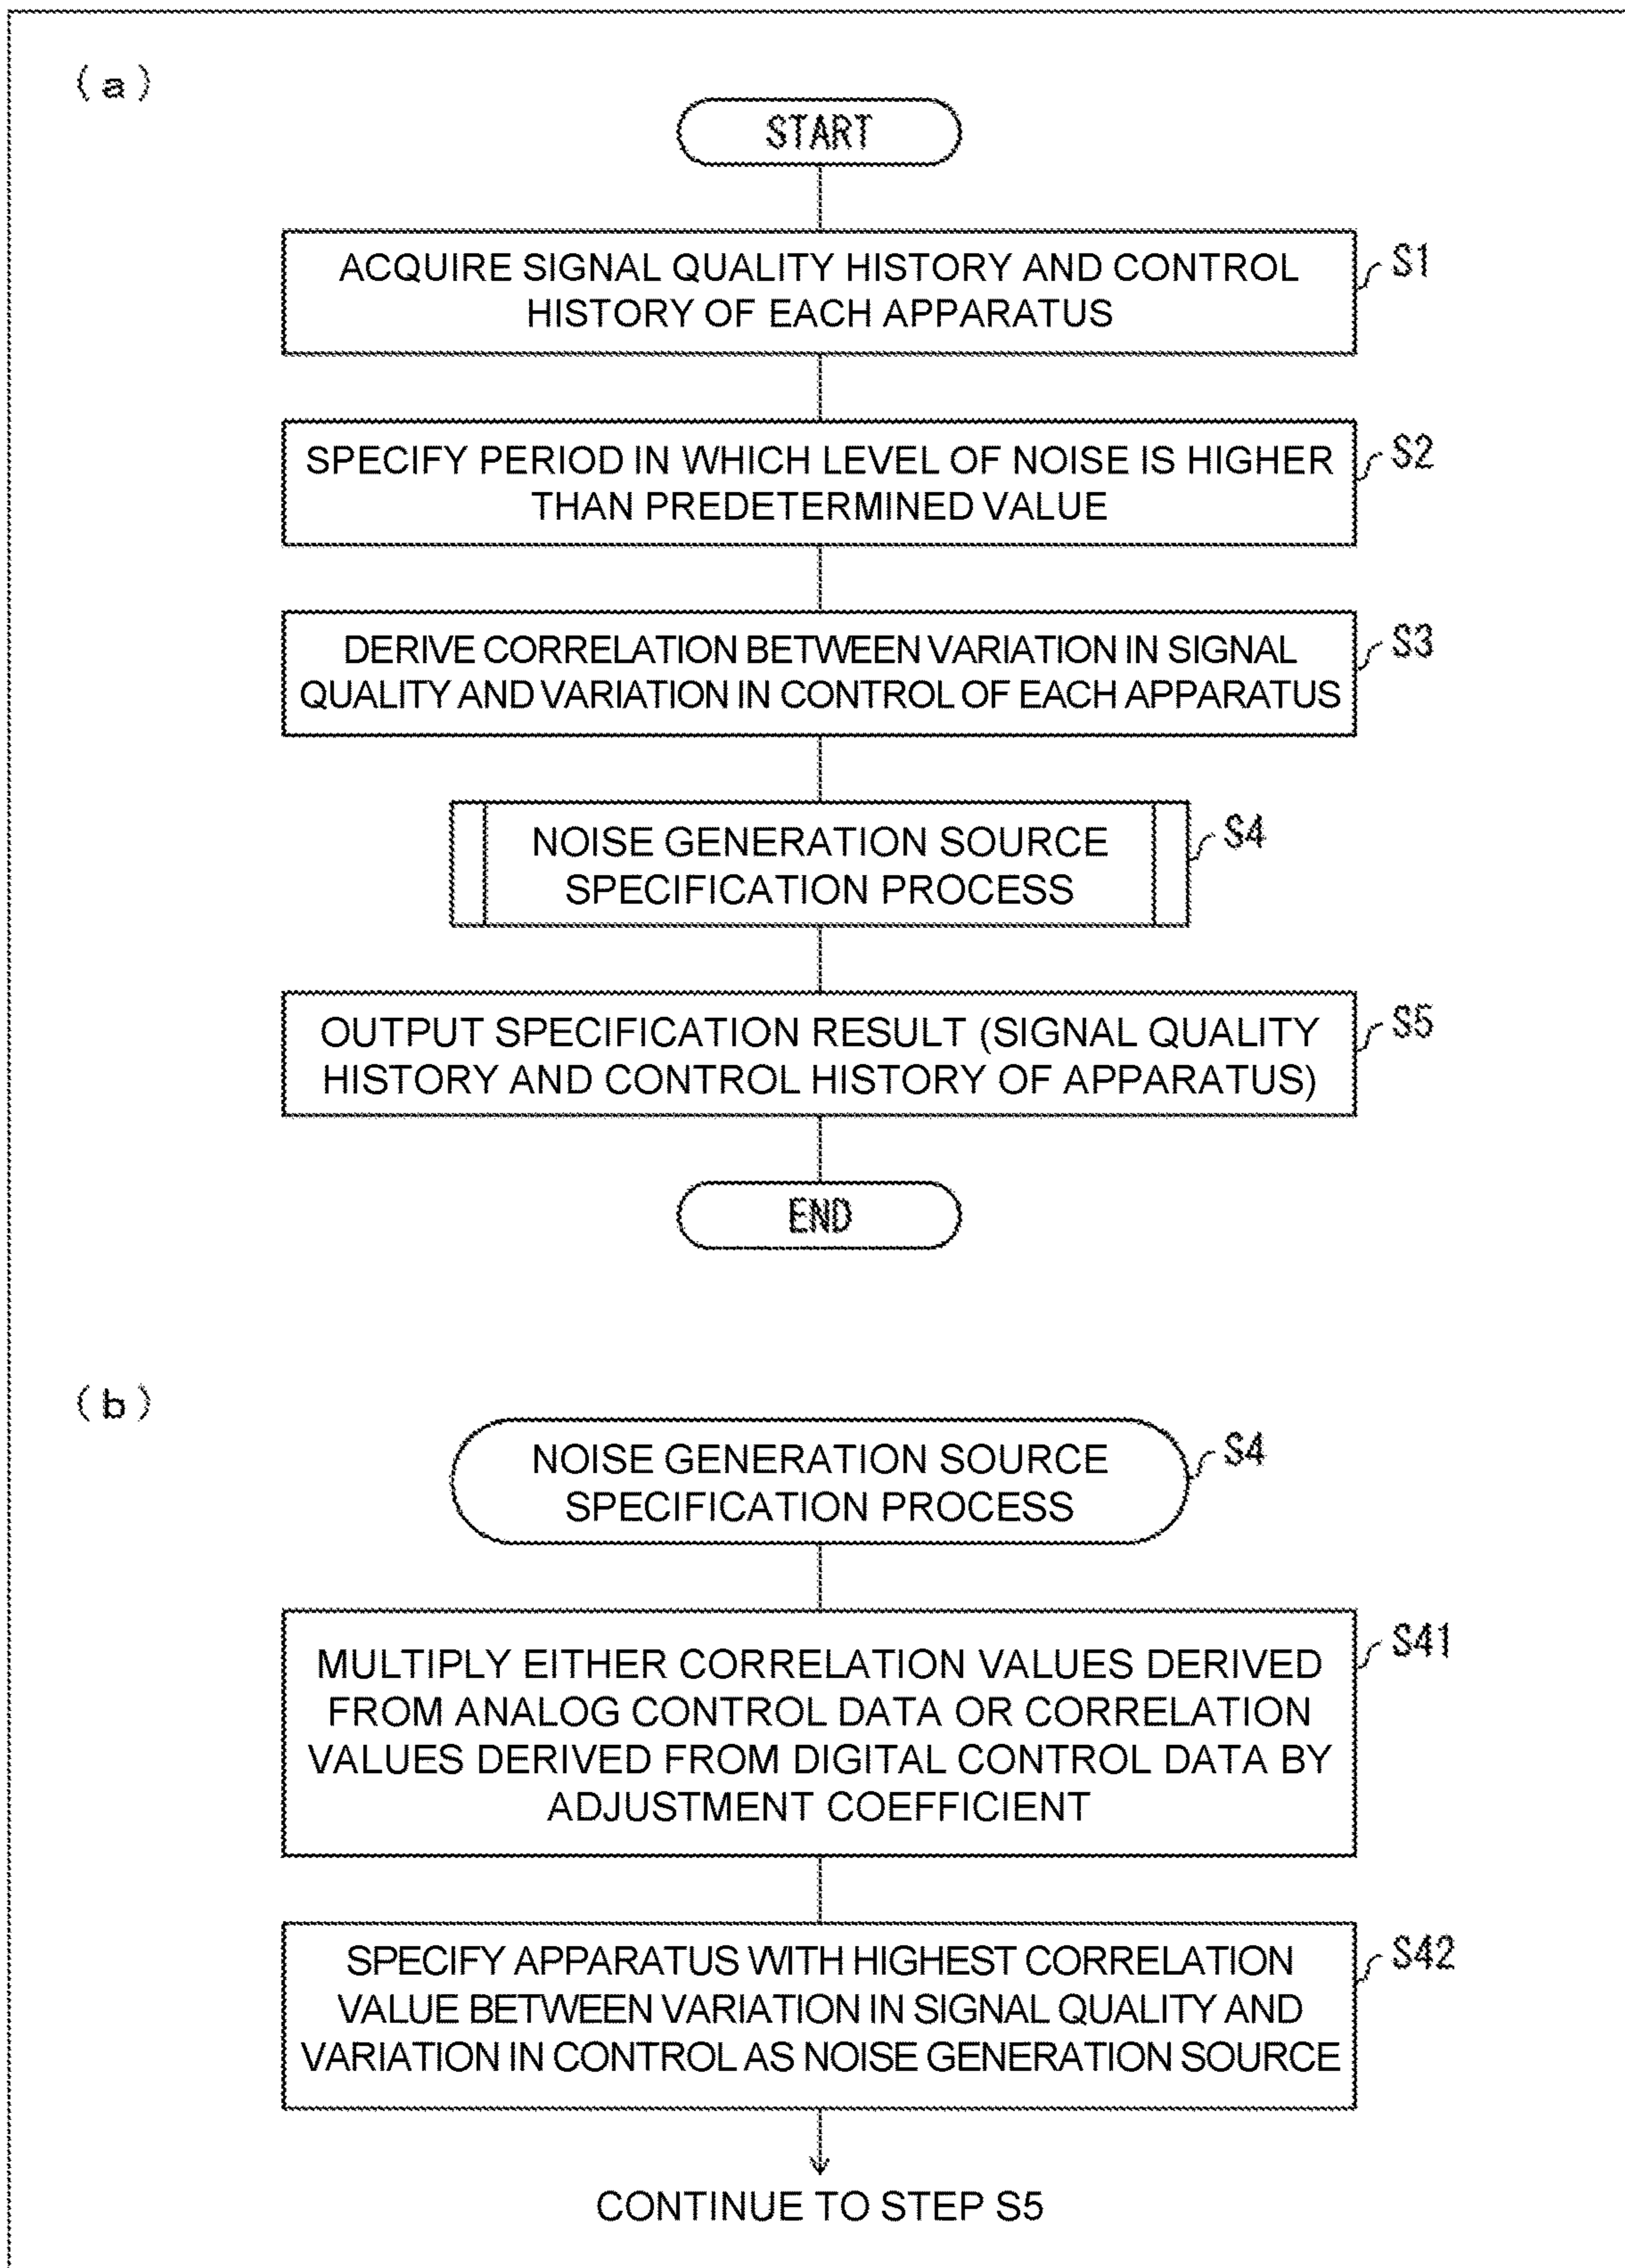 (a)
START
ACQUIRE SIGNAL QUALITY HISTORY AND CONTROL
HISTORY OF EACH APPARATUS
S1
SPECIFY PERIOD IN WHICH LEVEL OF NOISE IS HIGHER
THAN PREDETERMINED VALUE
S2
DERIVE CORRELATION BETWEEN VARIATION IN SIGNAL
QUALITY AND VARIATION IN CONTROL OF EACH APPARATUS
S3
NOISE GENERATION SOURCE
SPECIFICATION PROCESS
S4
OUTPUT SPECIFICATION RESULT (SIGNAL QUALITY
HISTORY AND CONTROL HISTORY OF APPARATUS)
S5
END
(b)
NOISE GENERATION SOURCE
SPECIFICATION PROCESS
S4
MULTIPLY EITHER CORRELATION VALUES DERIVED
FROM ANALOG CONTROL DATA OR CORRELATION
VALUES DERIVED FROM DIGITAL CONTROL DATA BY
ADJUSTMENT COEFFICIENT
S41
SPECIFY APPARATUS WITH HIGHEST CORRELATION
VALUE BETWEEN VARIATION IN SIGNAL QUALITY AND
VARIATION IN CONTROL AS NOISE GENERATION SOURCE
S42
CONTINUE TO STEP S5